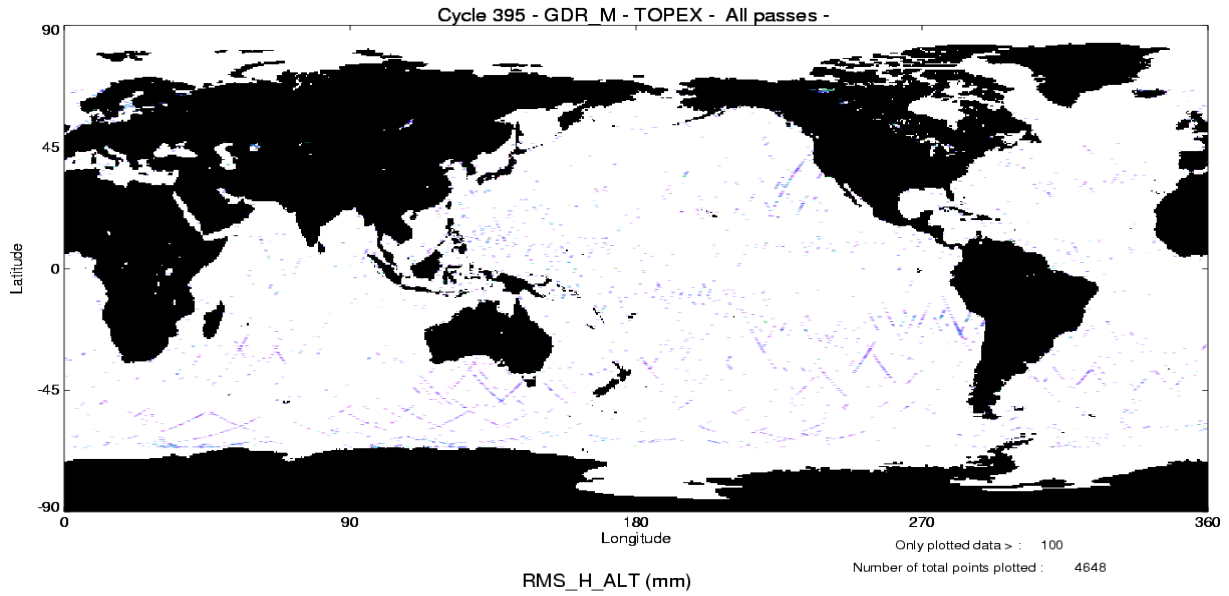 Cycle 395 - GDR_M - TOPEX -  All passes -
90
45
0
-45
-90
Latitude
0 90 180 270 360
Longitude
Only plotted data > : 100
Number of total points plotted : 4648
RMS_H_ALT (mm)